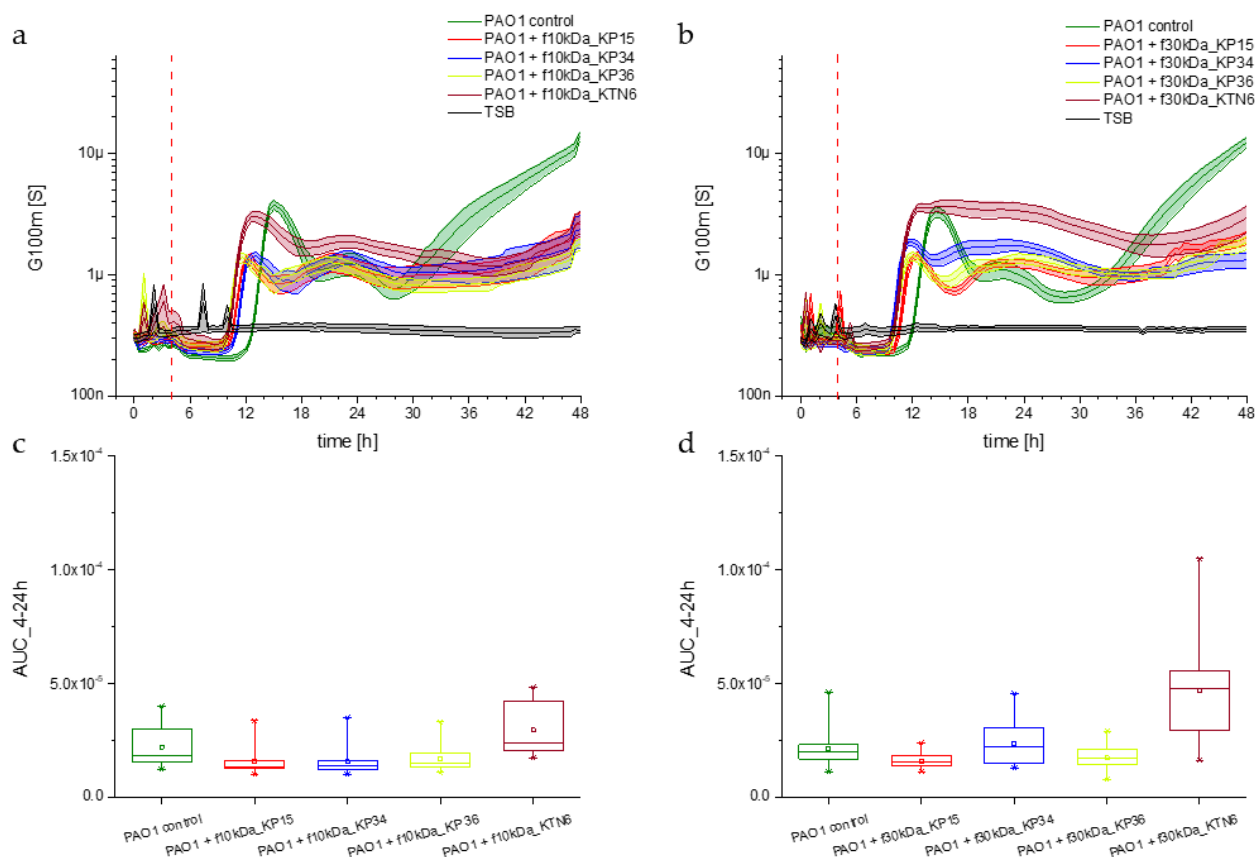 a
PAO1 control
PAO1 + f10kDa_KP15
PAO1 + f10kDa_KP34
PAO1 + f10kDa_KP36
PAO1 + f10kDa_KTN6
TSB
G100m [S]
10µ
1µ
100n
0 6 12 18 24 30 36 42 48
time [h]
b
PAO1 control
PAO1 + f30kDa_KP15
PAO1 + f30kDa_KP34
PAO1 + f30kDa_KP36
PAO1 + f30kDa_KTN6
TSB
G100m [S]
10µ
1µ
100n
0 6 12 18 24 30 36 42 48
time [h]
c
AUC_4-24h
1.5x10⁻⁴
1.0x10⁻⁴
5.0x10⁻⁵
0.0
PAO1 control
PAO1 + f10kDa_KP15
PAO1 + f10kDa_KP34
PAO1 + f10kDa_KP36
PAO1 + f10kDa_KTN6
d
AUC_4-24h
1.5x10⁻⁴
1.0x10⁻⁴
5.0x10⁻⁵
0.0
PAO1 control
PAO1 + f30kDa_KP15
PAO1 + f30kDa_KP34
PAO1 + f30kDa_KP36
PAO1 + f30kDa_KTN6